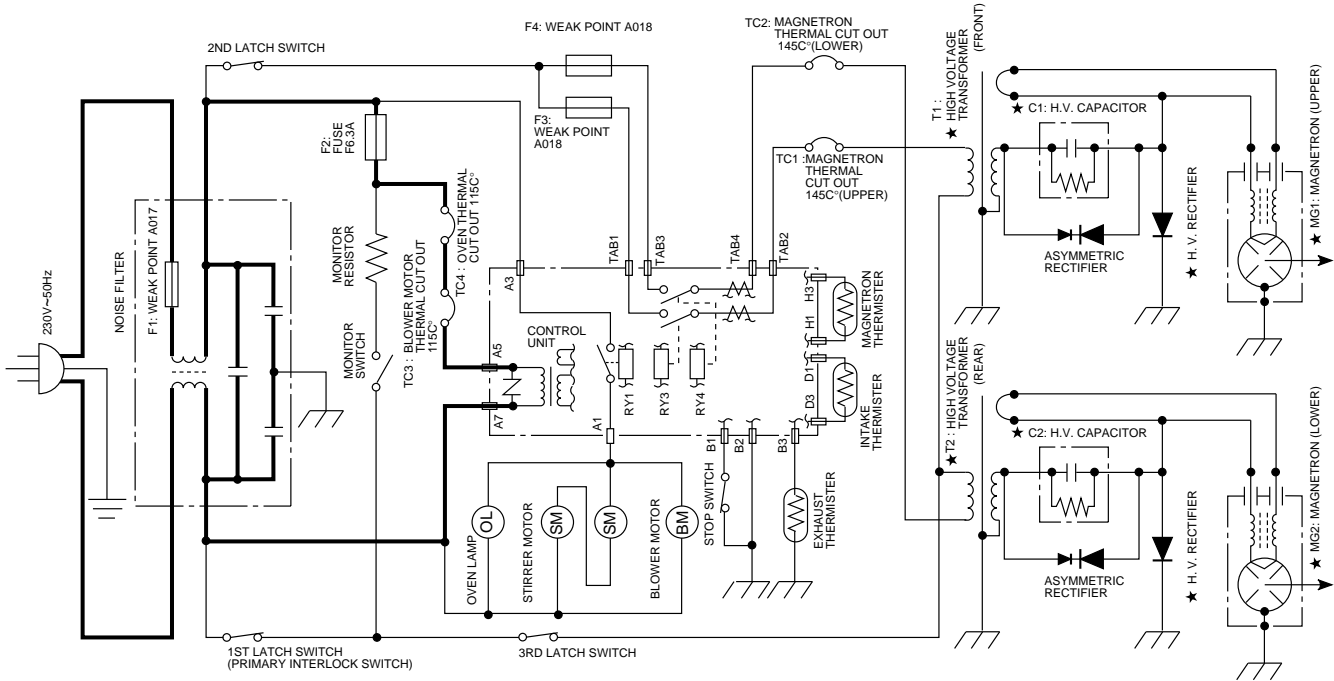 F4: WEAK POINT A018
TC2: MAGNETRON
THERMAL CUT OUT
145C°(LOWER)
2ND LATCH SWITCH
F3:
WEAK POINT
A018
F2:
FUSE
F6.3A
TC1 :MAGNETRON
THERMAL
CUT OUT
145C°(UPPER)
★ T1 :
HIGH VOLTAGE
TRANSFORMER
(FRONT)
★ C1: H.V. CAPACITOR
ASYMMETRIC
RECTIFIER
★ H.V. RECTIFIER
★ MG1: MAGNETRON (UPPER)
230V~50Hz
NOISE FILTER
F1: WEAK POINT A017
MONITOR
RESISTOR
MONITOR
SWITCH
TC3 : BLOWER MOTOR
THERMAL CUT OUT
115C°
TC4 : OVEN THERMAL
CUT OUT 115C°
A3
TAB1
TAB3
TAB4
TAB2
H3
H1
D1
D3
MAGNETRON
THERMISTER
INTAKE
THERMISTER
CONTROL
UNIT
A5
A7
RY1
RY3
RY4
A1
B1
B2
B3
STOP SWITCH
EXHAUST
THERMISTER
OVEN LAMP
OL
STIRRER MOTOR
SM
SM
BLOWER MOTOR
BM
★ T2 : HIGH VOLTAGE
TRANSFORMER
(REAR)
★ C2: H.V. CAPACITOR
ASYMMETRIC
RECTIFIER
★ H.V. RECTIFIER
★ MG2: MAGNETRON (LOWER)
1ST LATCH SWITCH
(PRIMARY INTERLOCK SWITCH)
3RD LATCH SWITCH